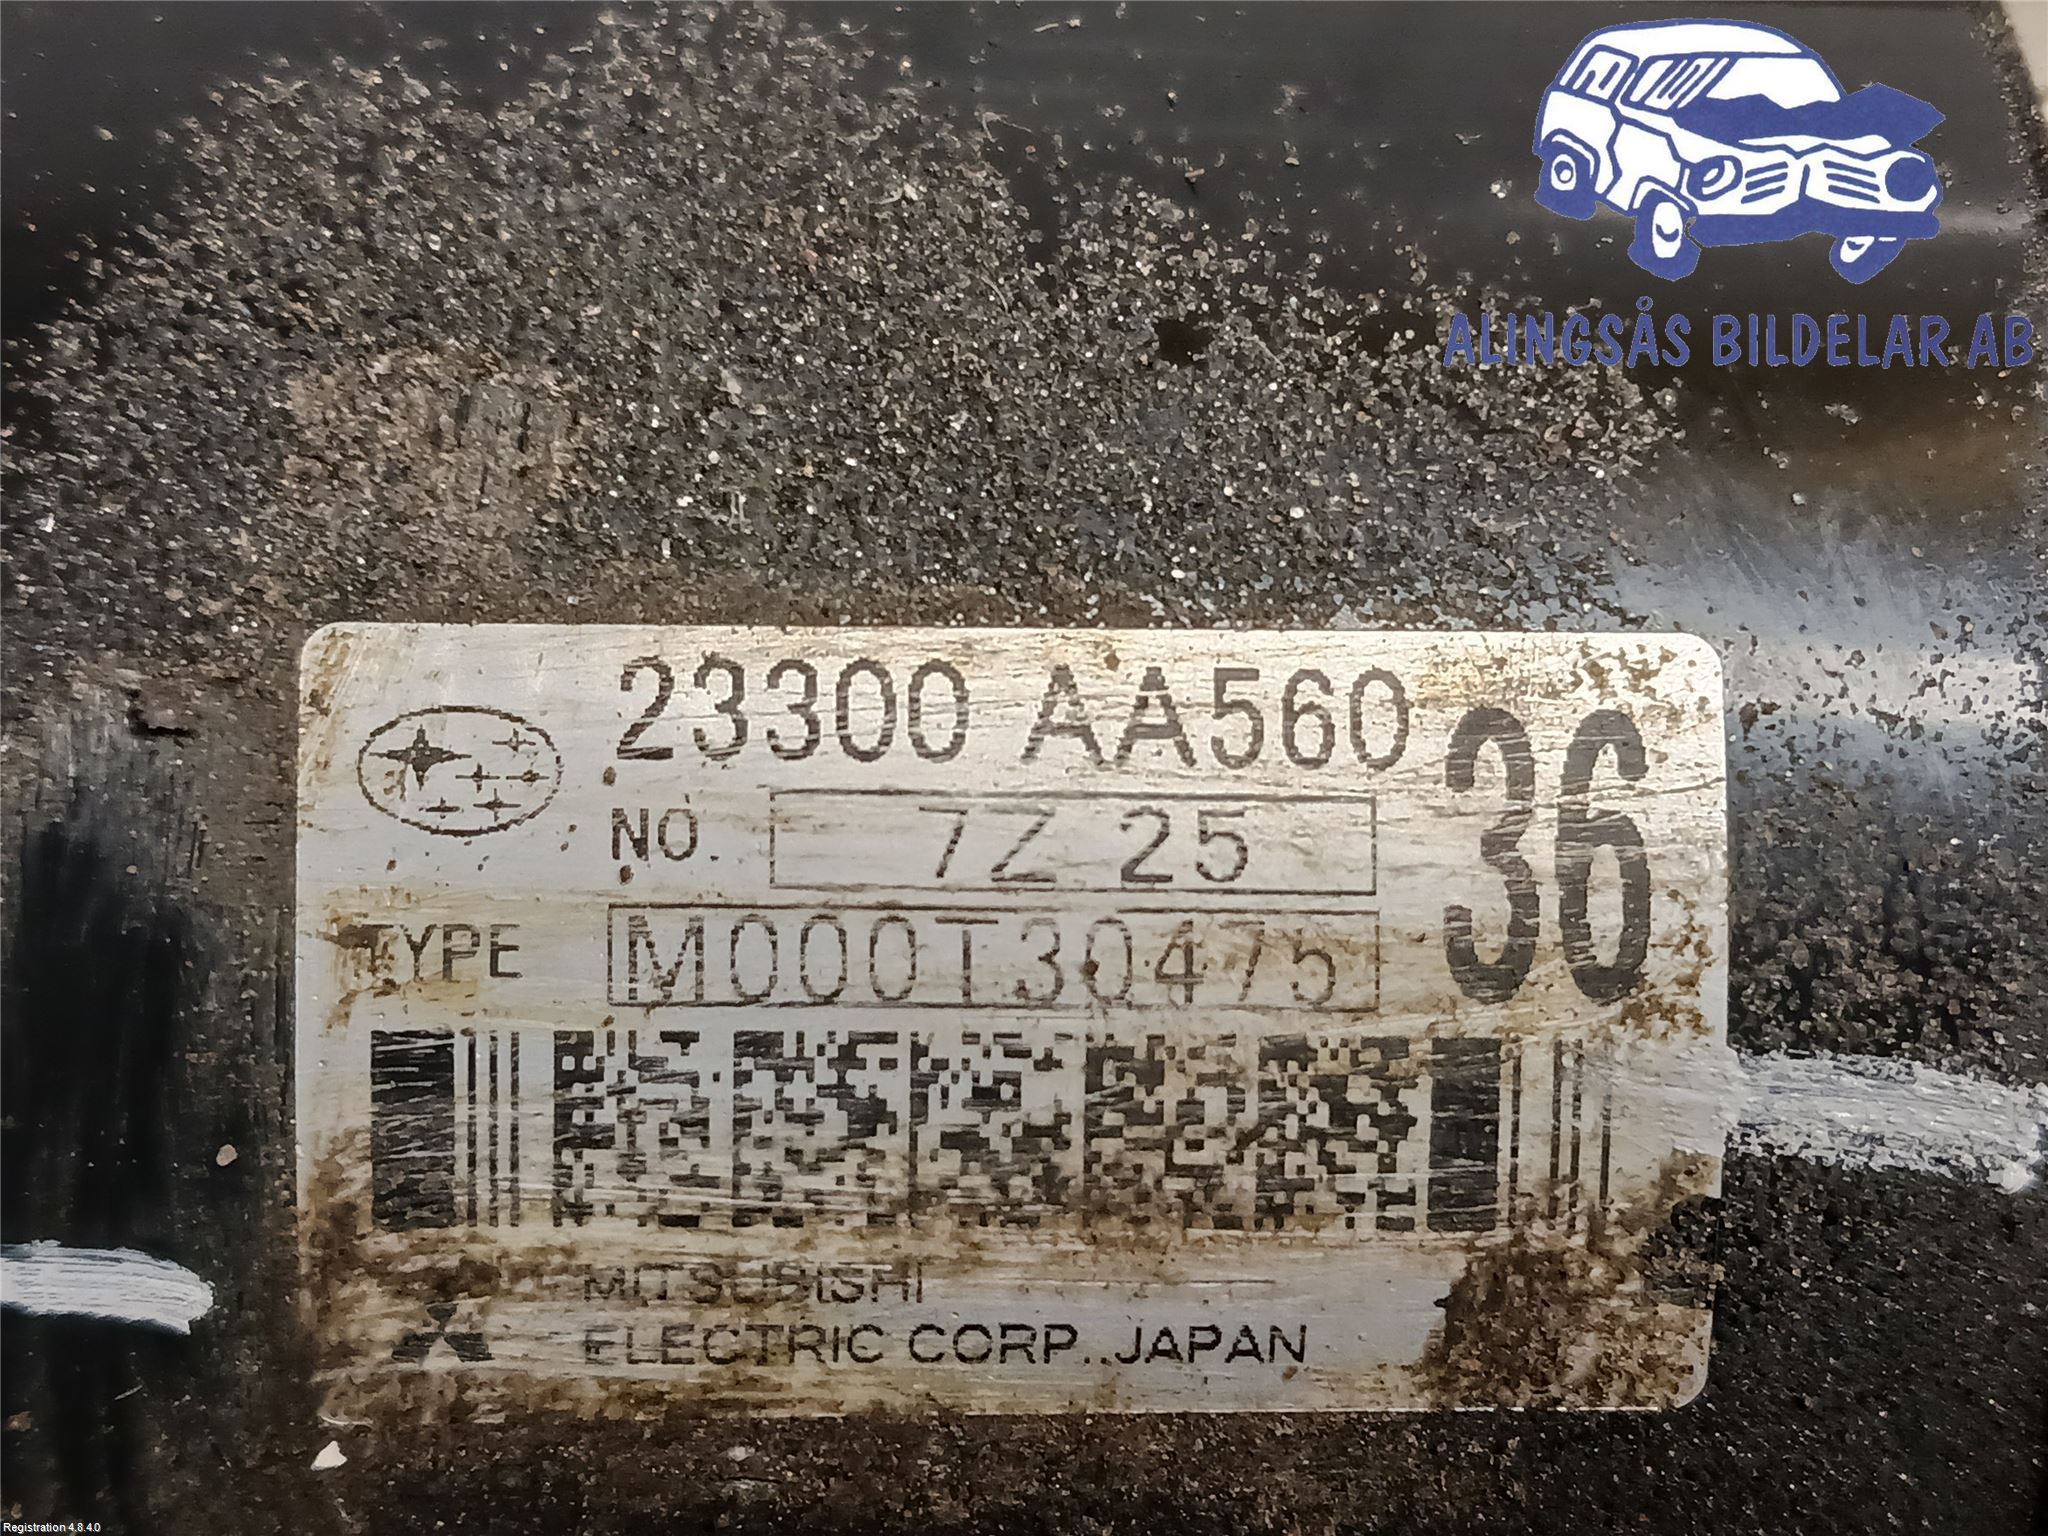 ALINGSÅS BILDELAR AB
23300 AA560
36
NO. 7Z 25
TYPE M000T30475
MITSUBISHI
ELECTRIC CORP. JAPAN
Registration 4.8.4.0